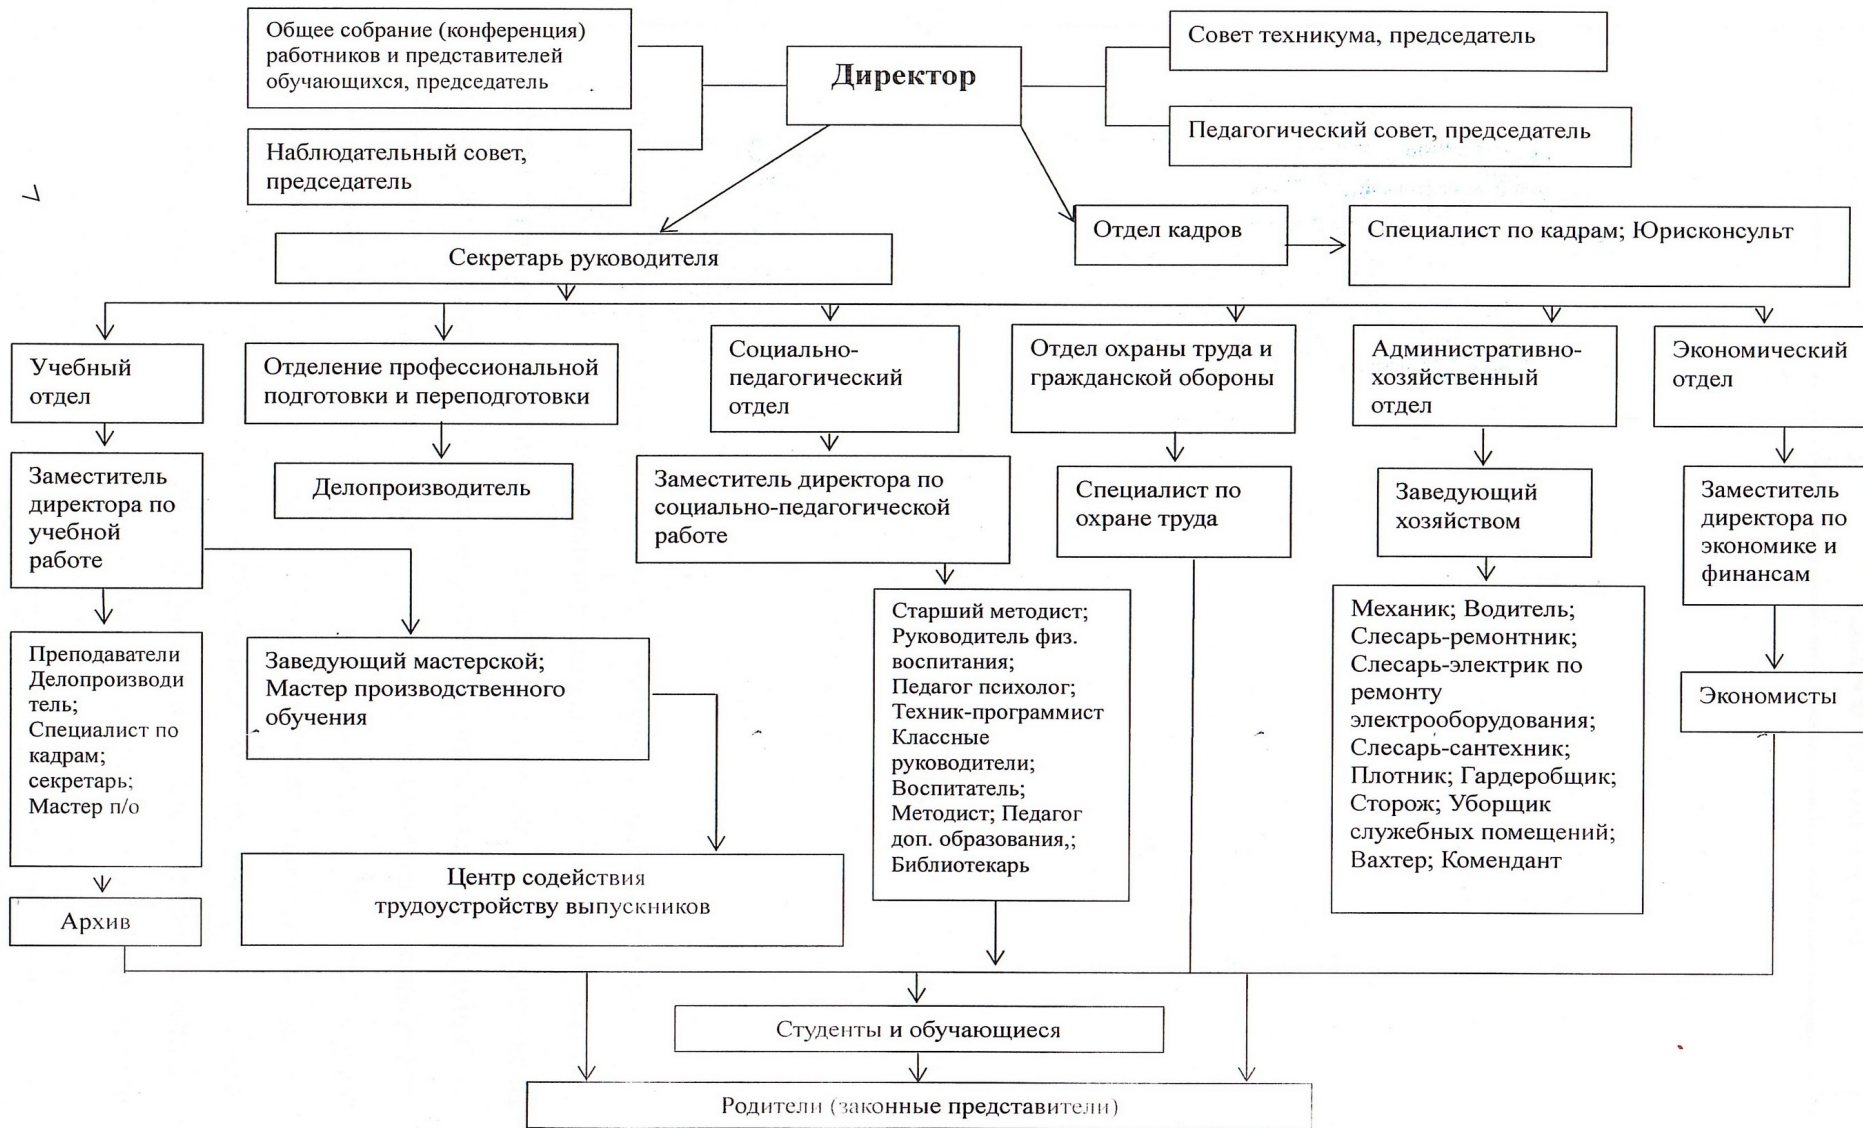 Общее собрание (конференция)
работников и представителей
обучающихся, председатель
Директор
Совет техникума, председатель
Наблюдательный совет,
председатель
Педагогический совет, председатель
Секретарь руководителя
Отдел кадров
Специалист по кадрам; Юрисконсульт
Учебный
отдел
Отделение профессиональной
подготовки и переподготовки
Социально-
педагогический
отдел
Отдел охраны труда и
гражданской обороны
Административно-
хозяйственный
отдел
Экономический
отдел
Заместитель
директора по
учебной
работе
Делопроизводитель
Заместитель директора по
социально-педагогической
работе
Специалист по
охране труда
Заведующий
хозяйством
Заместитель
директора по
экономике и
финансам
Преподаватели
Делопроизводи
тель;
Специалист по
кадрам;
секретарь;
Мастер п/о
Заведующий мастерской;
Мастер производственного
обучения
Старший методист;
Руководитель физ.
воспитания;
Педагог психолог;
Техник-программист
Классные
руководители;
Воспитатель;
Методист; Педагог
доп. образования,;
Библиотекарь
Механик; Водитель;
Слесарь-ремонтник;
Слесарь-электрик по
ремонту
электрооборудования;
Слесарь-сантехник;
Плотник; Гардеробщик;
Сторож; Уборщик
служебных помещений;
Вахтер; Комендант
Экономисты
Архив
Центр содействия
трудоустройству выпускников
Студенты и обучающиеся
Родители (законные представители)